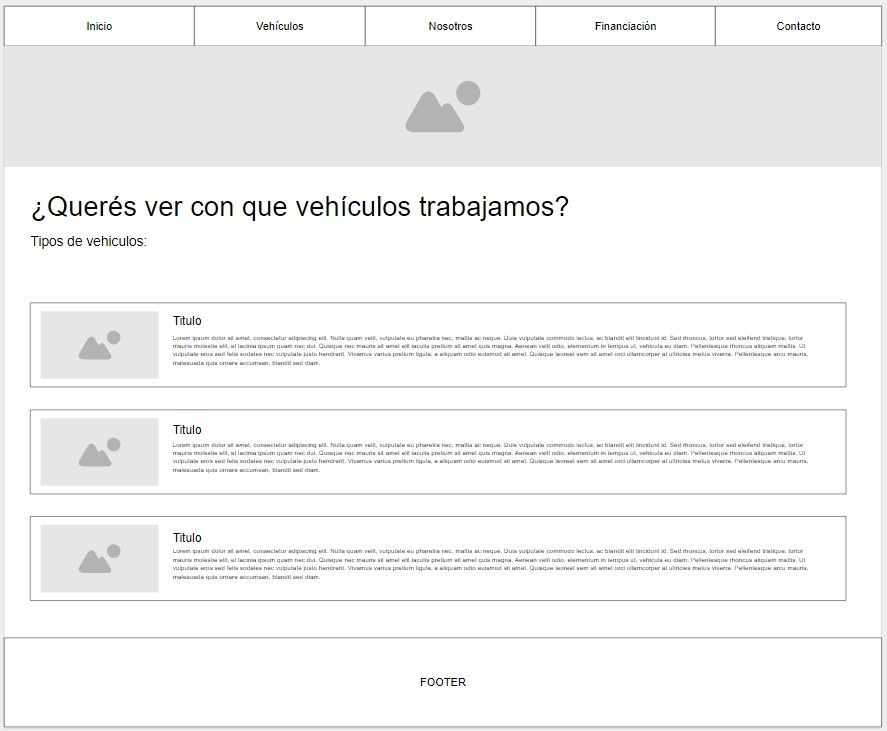 Inicio
Vehículos
Nosotros
Financiación
Contacto
¿Querés ver con que vehículos trabajamos?
Tipos de vehiculos:
Titulo
Lorem ipsum dolor sit amet, consectetur adipiscing elit. Nulla quam velit, vulputate eu pharetra nec, mattis ac neque. Duis vulputate commodo lectus, ac blandit elit tincidunt id. Sed rhoncus, tortor sed eleifend tristique, tortor
mauris molestie elit, et lacinia ipsum quam nec dui. Quisque nec mauris sit amet elit iaculis pretium sit amet quis magna. Aenean velit odio, elementum in tempus ut, vehicula eu diam. Pellentesque rhoncus aliquam mattis. Ut
vulputate eros sed felis sodales nec vulputate justo hendrerit. Vivamus varius pretium ligula, a aliquam odio euismod sit amet. Quisque laoreet sem sit amet orci ullamcorper at ultricies metus viverra. Pellentesque arcu mauris,
malesuada quis ornare accumsan, blandit sed diam.
Titulo
Lorem ipsum dolor sit amet, consectetur adipiscing elit. Nulla quam velit, vulputate eu pharetra nec, mattis ac neque. Duis vulputate commodo lectus, ac blandit elit tincidunt id. Sed rhoncus, tortor sed eleifend tristique, tortor
mauris molestie elit, et lacinia ipsum quam nec dui. Quisque nec mauris sit amet elit iaculis pretium sit amet quis magna. Aenean velit odio, elementum in tempus ut, vehicula eu diam. Pellentesque rhoncus aliquam mattis. Ut
vulputate eros sed felis sodales nec vulputate justo hendrerit. Vivamus varius pretium ligula, a aliquam odio euismod sit amet. Quisque laoreet sem sit amet orci ullamcorper at ultricies metus viverra. Pellentesque arcu mauris,
malesuada quis ornare accumsan, blandit sed diam.
Titulo
Lorem ipsum dolor sit amet, consectetur adipiscing elit. Nulla quam velit, vulputate eu pharetra nec, mattis ac neque. Duis vulputate commodo lectus, ac blandit elit tincidunt id. Sed rhoncus, tortor sed eleifend tristique, tortor
mauris molestie elit, et lacinia ipsum quam nec dui. Quisque nec mauris sit amet elit iaculis pretium sit amet quis magna. Aenean velit odio, elementum in tempus ut, vehicula eu diam. Pellentesque rhoncus aliquam mattis. Ut
vulputate eros sed felis sodales nec vulputate justo hendrerit. Vivamus varius pretium ligula, a aliquam odio euismod sit amet. Quisque laoreet sem sit amet orci ullamcorper at ultricies metus viverra. Pellentesque arcu mauris,
malesuada quis ornare accumsan, blandit sed diam.
FOOTER